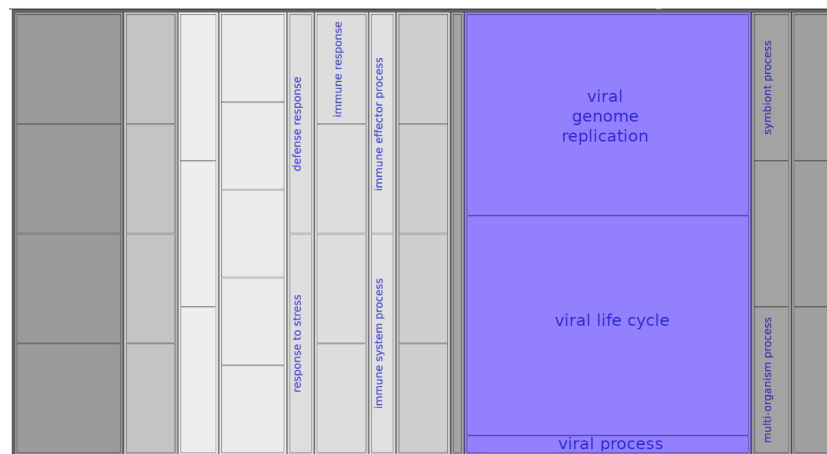 defense response
response to stress
immune response
immune effector process
immune system process
viral
genome
replication
viral life cycle
viral process
symbiont process
multi-organism process